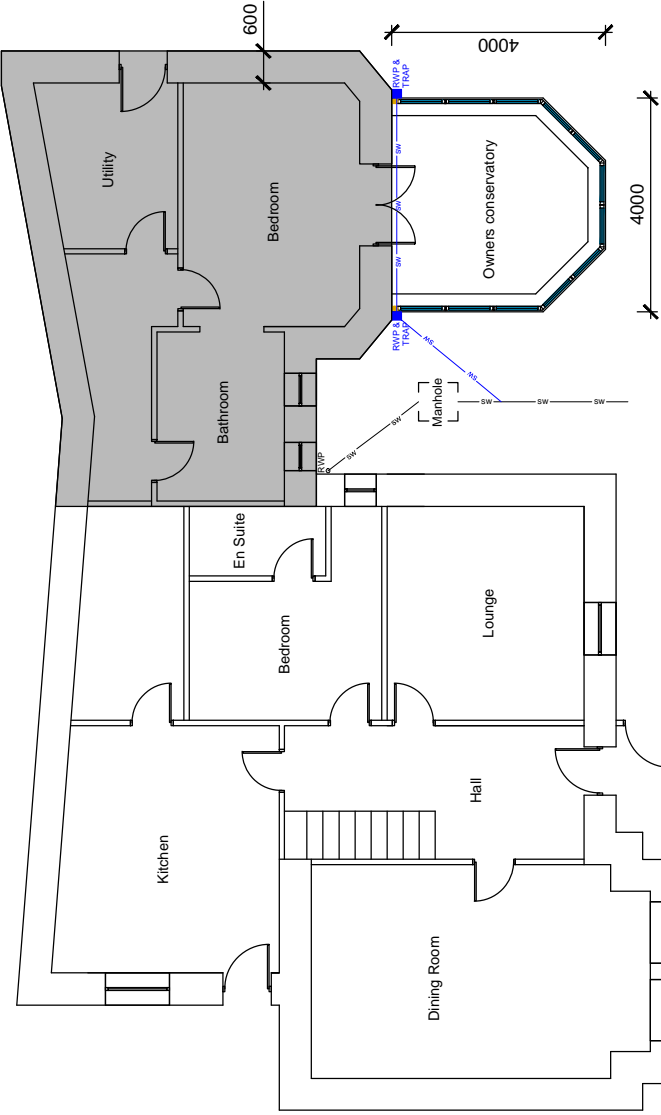 600
4000
RWP &
TRAP
Utility
Bedroom
SW
SW
SW
Owners conservatory
4000
RWP &
TRAP
SW
SW
Bathroom
Manhole
SW
SW
SW
SW
SW
RWP
En Suite
Bedroom
Lounge
Hall
Kitchen
Dining Room